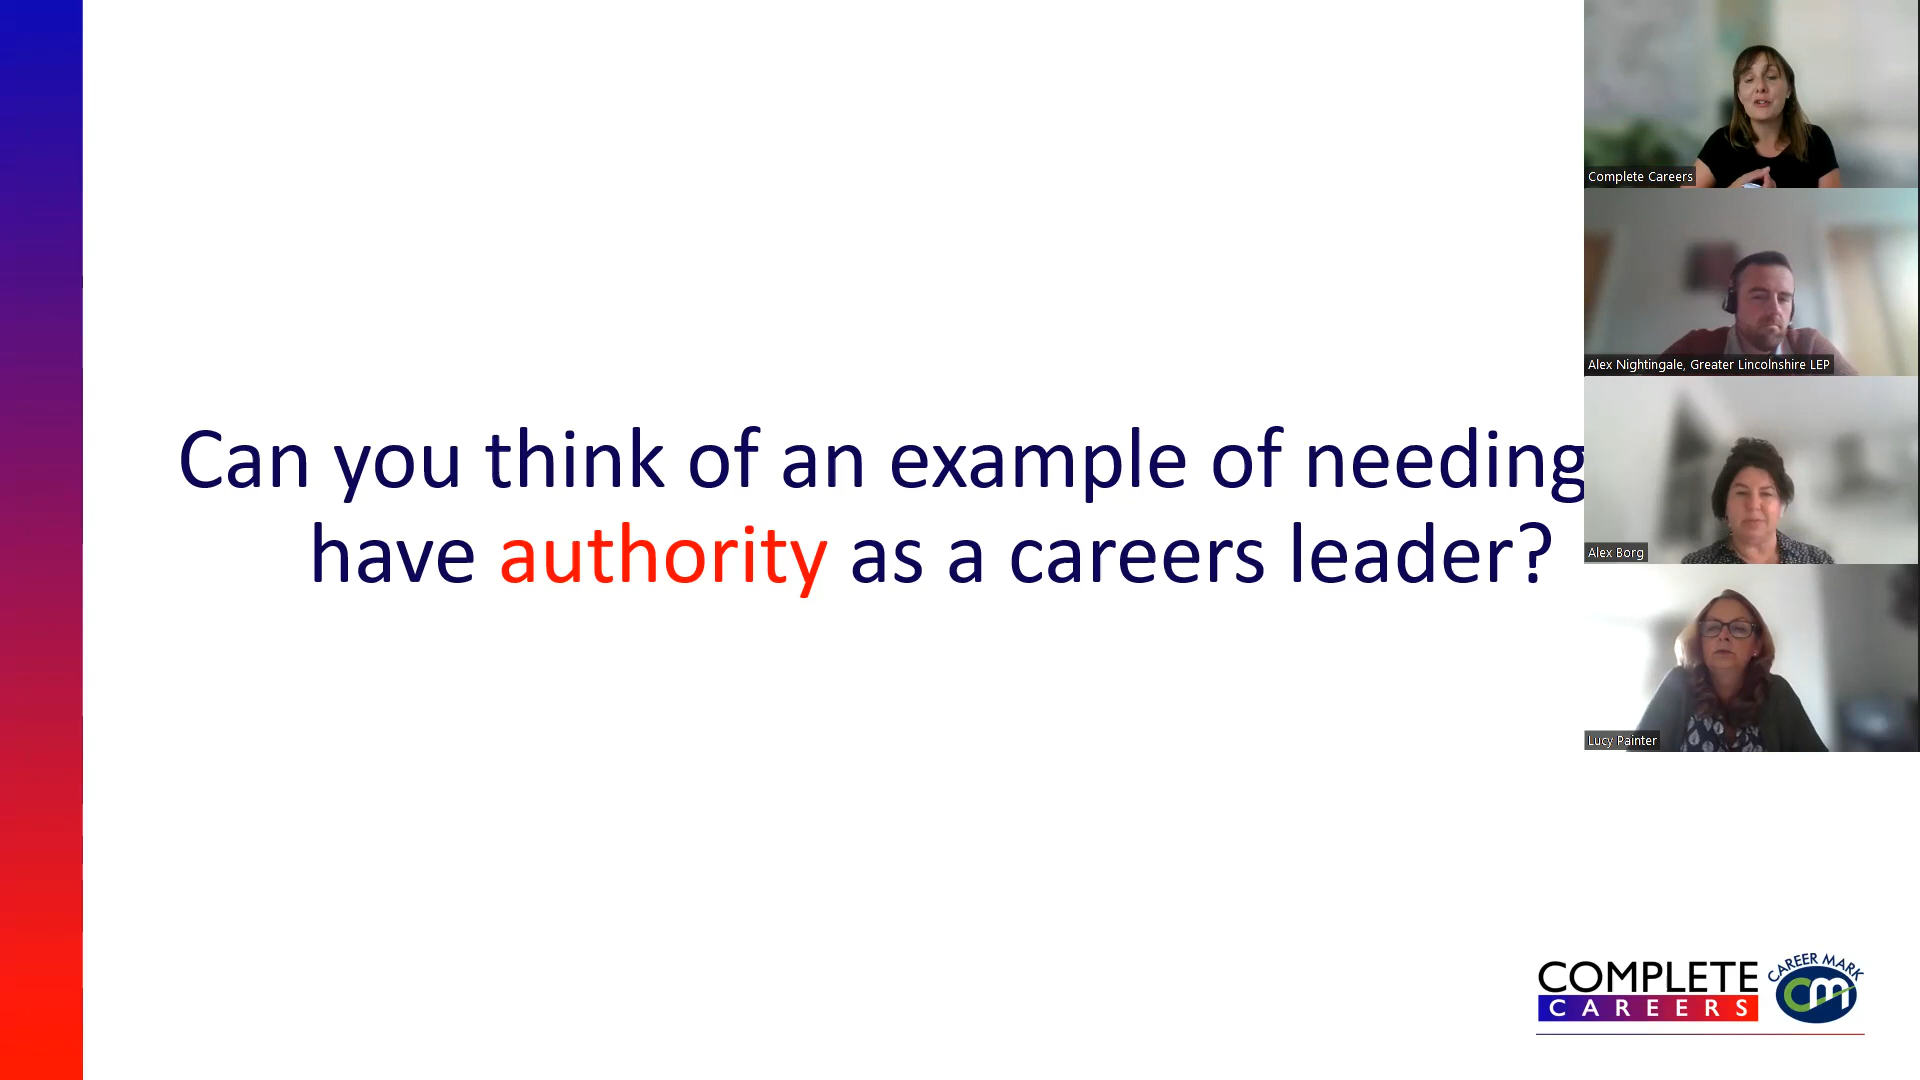 Can you think of an example of needing
have authority as a careers leader?
Complete Careers
Alex Nightingale, Greater Lincolnshire LEP
Alex Borg
Lucy Painter
COMPLETE
CAREERS
CAREER MARK
cm